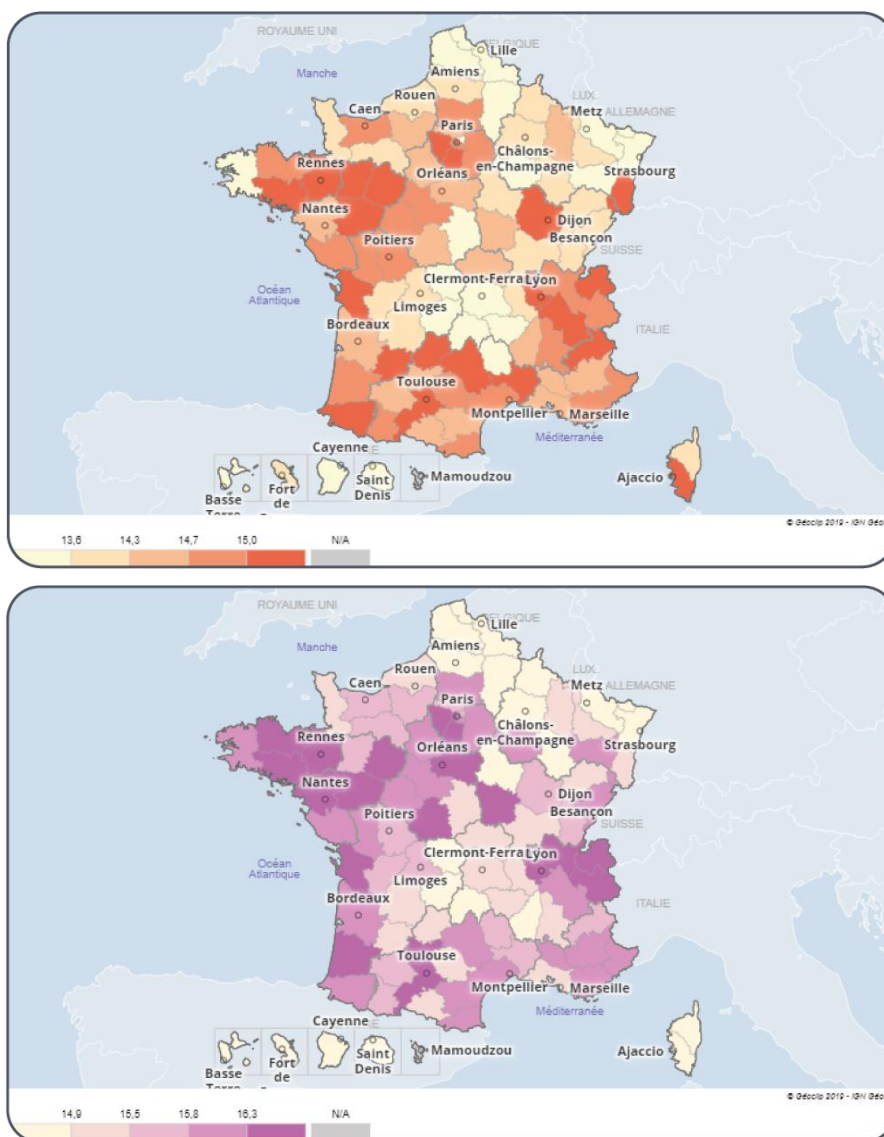 ROYAUME UNI
BELGIQUE
Lille
Manche
Amiens
Rouen
LUX.
Caen
Metz
ALLEMAGNE
Paris
Châlons-
en-Champagne
Rennes
Orléans
Strasbourg
Nantes
Dijon
Besançon
Poitiers
SUISSE
Océan
Atlantique
Clermont-Ferra
Lyon
Limoges
Bordeaux
ITALIE
Toulouse
Montpellier
Marseille
Méditerranée
Cayenne
Ajaccio
Basse
Terre
Fort
de
Saint
Denis
Mamoudzou
© Géoclip 2019 - IGN Géo
13,6 14,3 14,7 15,0 N/A
ROYAUME UNI
ELGIQUE
Lille
Manche
Amiens
Rouen
LUX.
Caen
Metz
ALLEMAGNE
Paris
Châlons-
en-Champagne
Rennes
Orléans
Strasbourg
Nantes
Dijon
Besançon
Poitiers
SUISSE
Océan
Atlantique
Clermont-Ferra
Lyon
Limoges
Bordeaux
ITALIE
Toulouse
Montpellier
Marseille
Méditerranée
Cayenne
Ajaccio
Basse
Terre
Fort
de
Saint
Denis
Mamoudzou
© Géoclip 2019 - IGN Géo
14,9 15,5 15,8 16,3 N/A